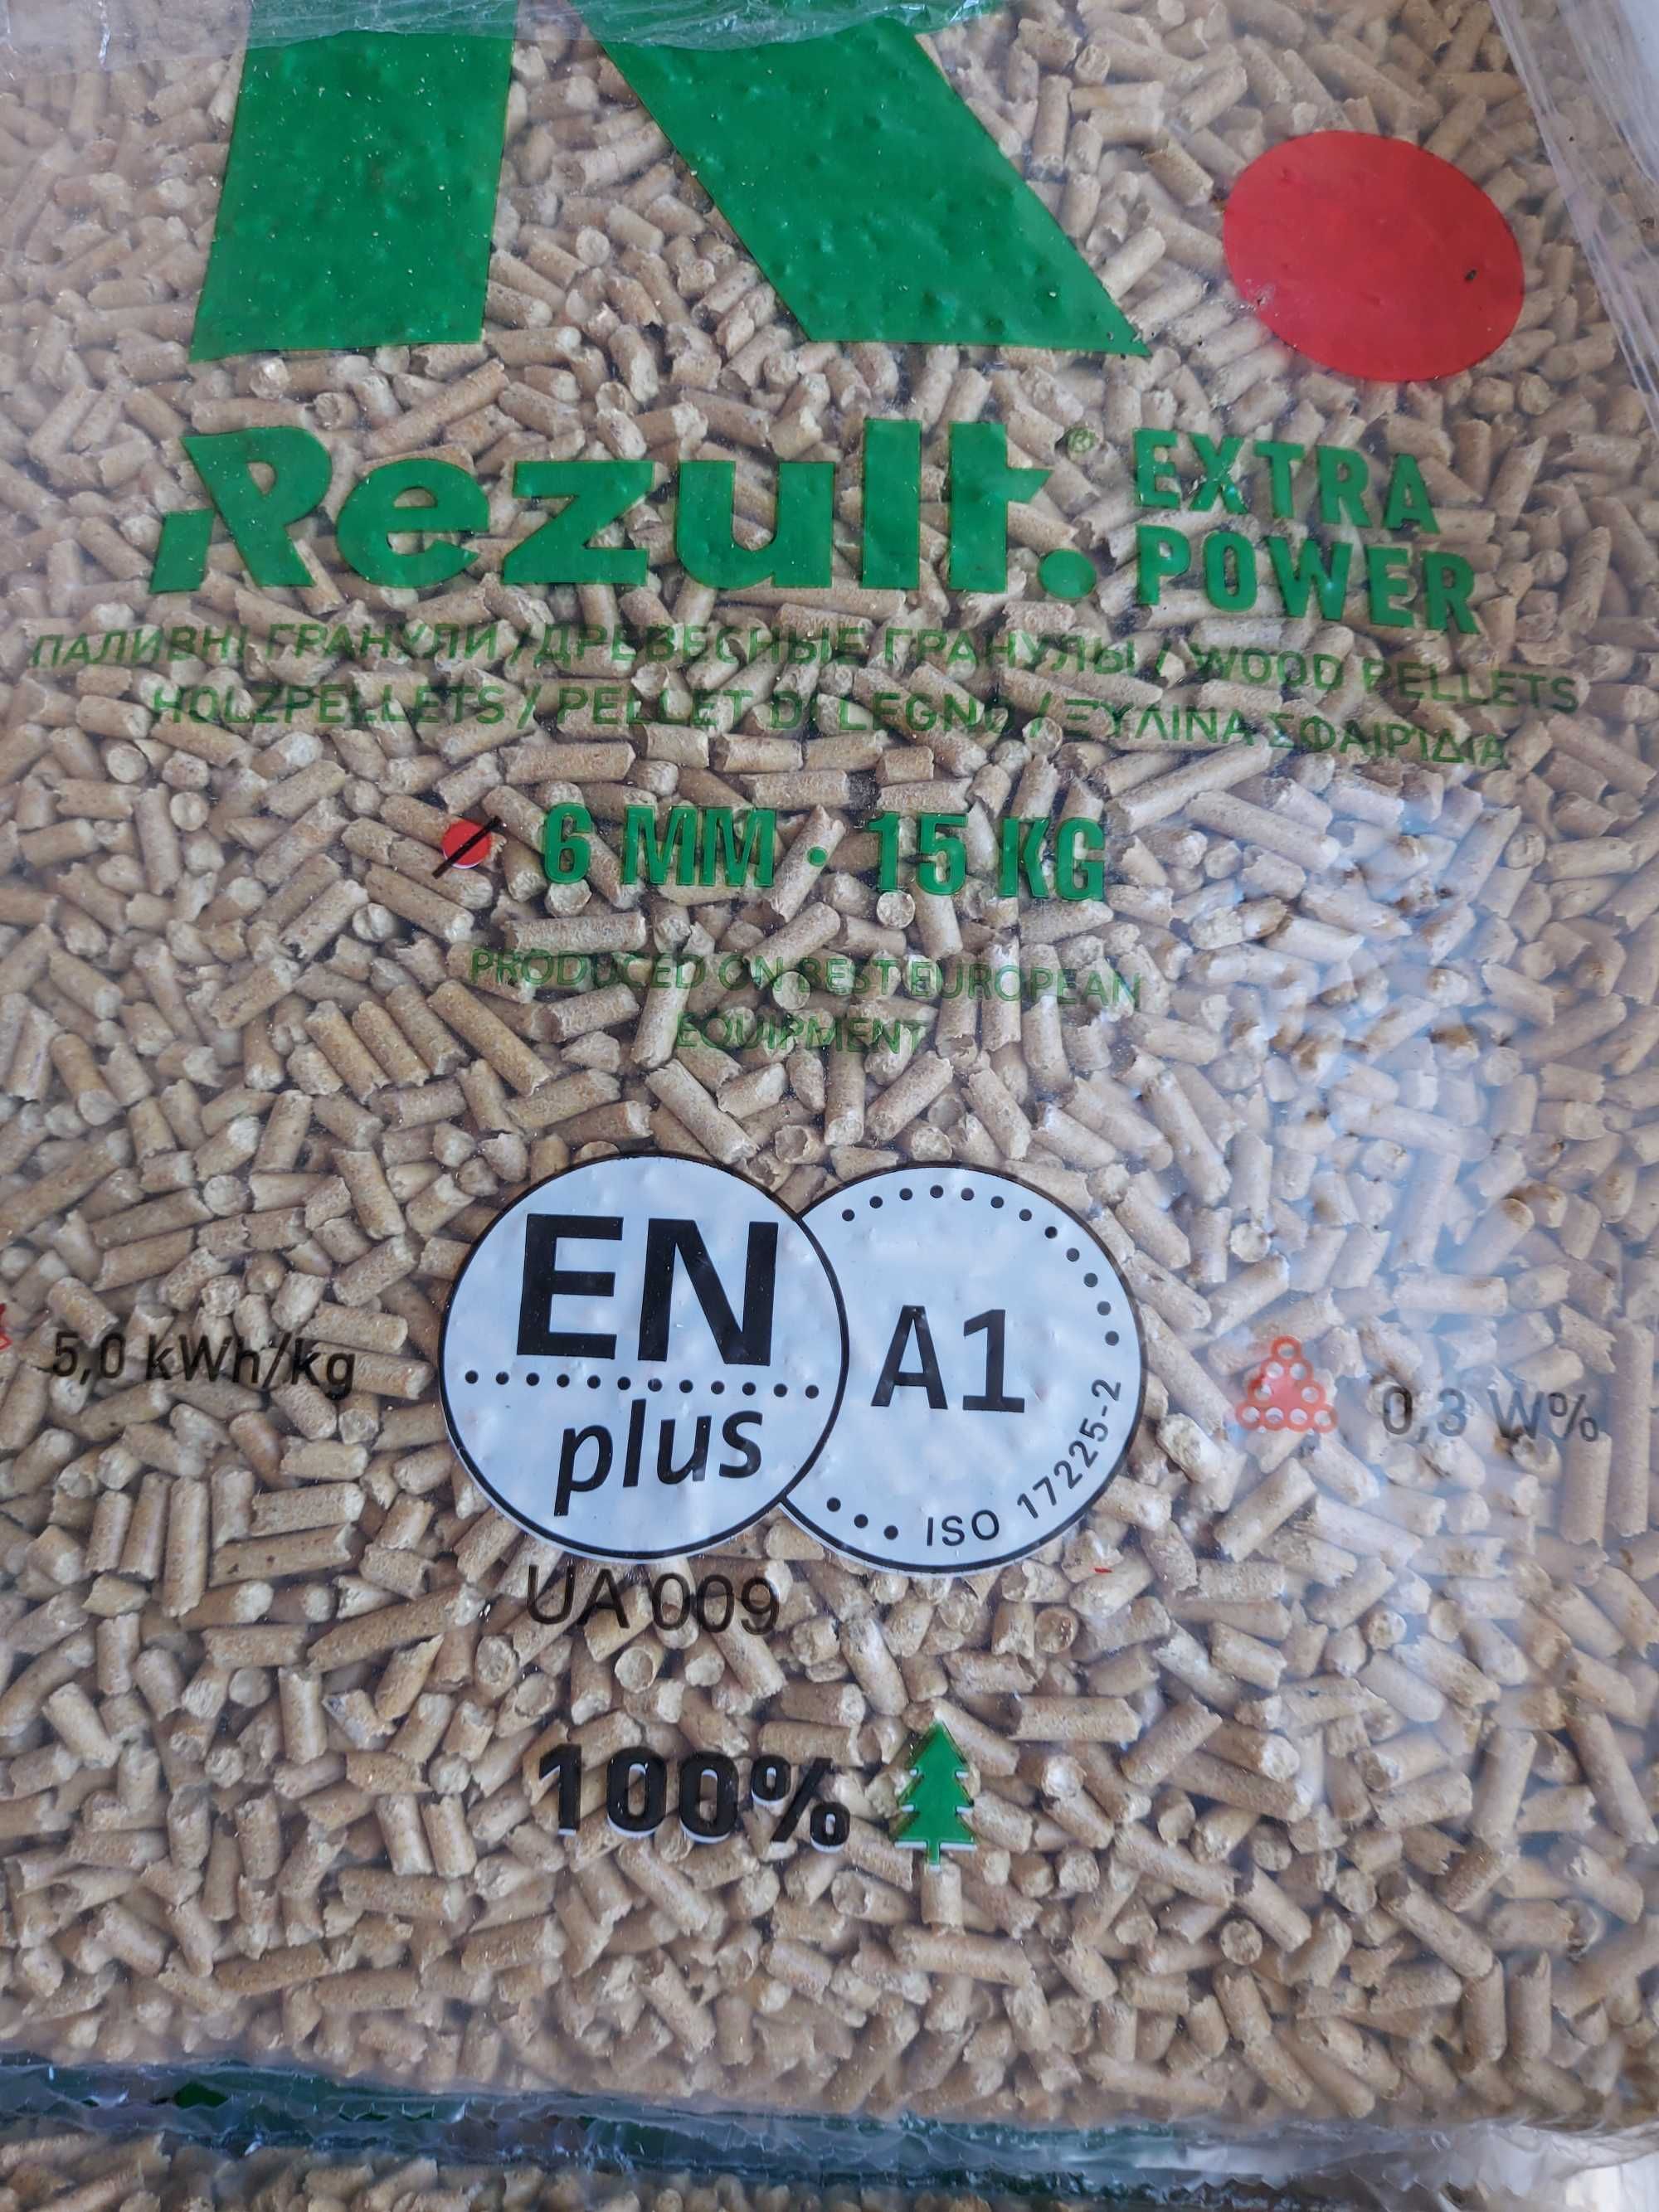 Rezult.® EXTRA
POWER
ПАЛИВНІ ГРАНУЛИ / ДРЕВЕСНЫЕ ГРАНУЛЫ / WOOD PELLETS
HOLZPELLETS / PELLET DI LEGNO / ΞΥΛΙΝΑ ΣΦΑΙΡΊΔΙΑ
6 MM · 15 KG
PRODUCED ON BEST EUROPEAN
EQUIPMENT
EN
plus
A1
ISO 17225-2
5,0 kWh/kg
0,3 W%
UA 009
100%